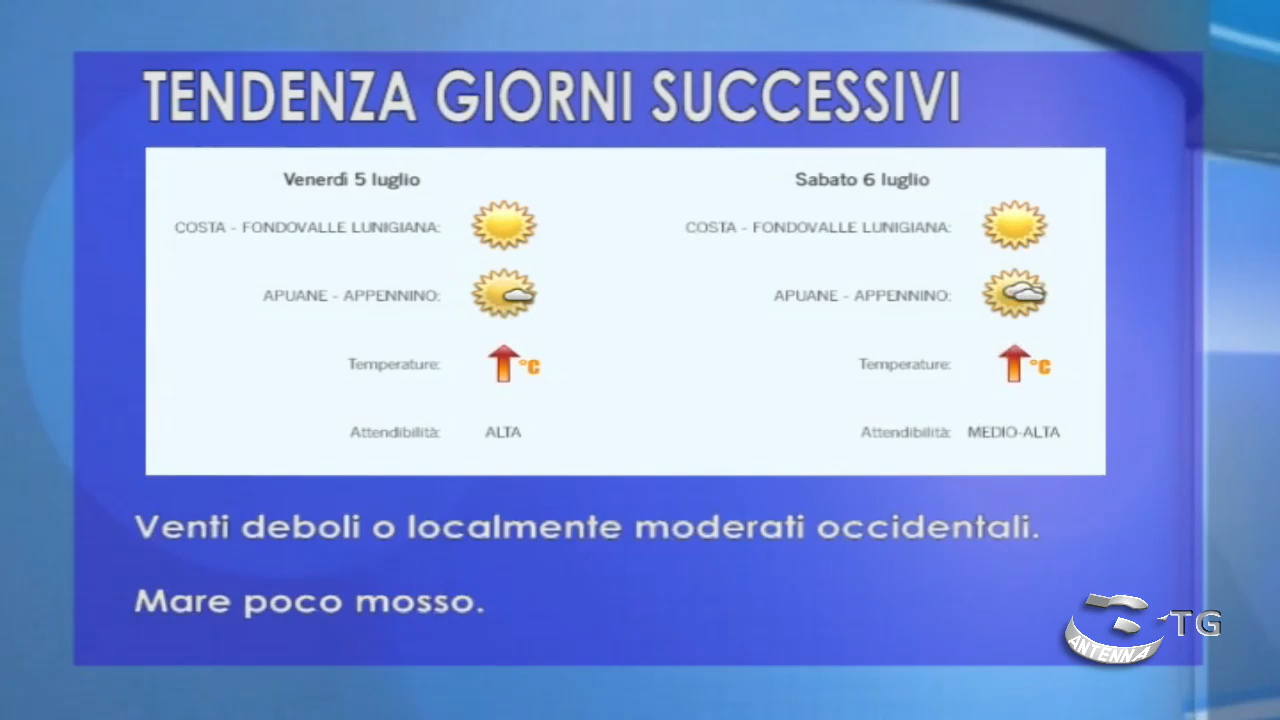 TENDENZA GIORNI SUCCESSIVI
Venerdì 5 luglio
COSTA - FONDOVALLE LUNIGIANA:
APUANE - APPENNINO:
Temperature: °C
Attendibilità: ALTA
Sabato 6 luglio
COSTA - FONDOVALLE LUNIGIANA:
APUANE - APPENNINO:
Temperature: °C
Attendibilità: MEDIO-ALTA
Venti deboli o localmente moderati occidentali.
Mare poco mosso.
3 TG
ANTENNA